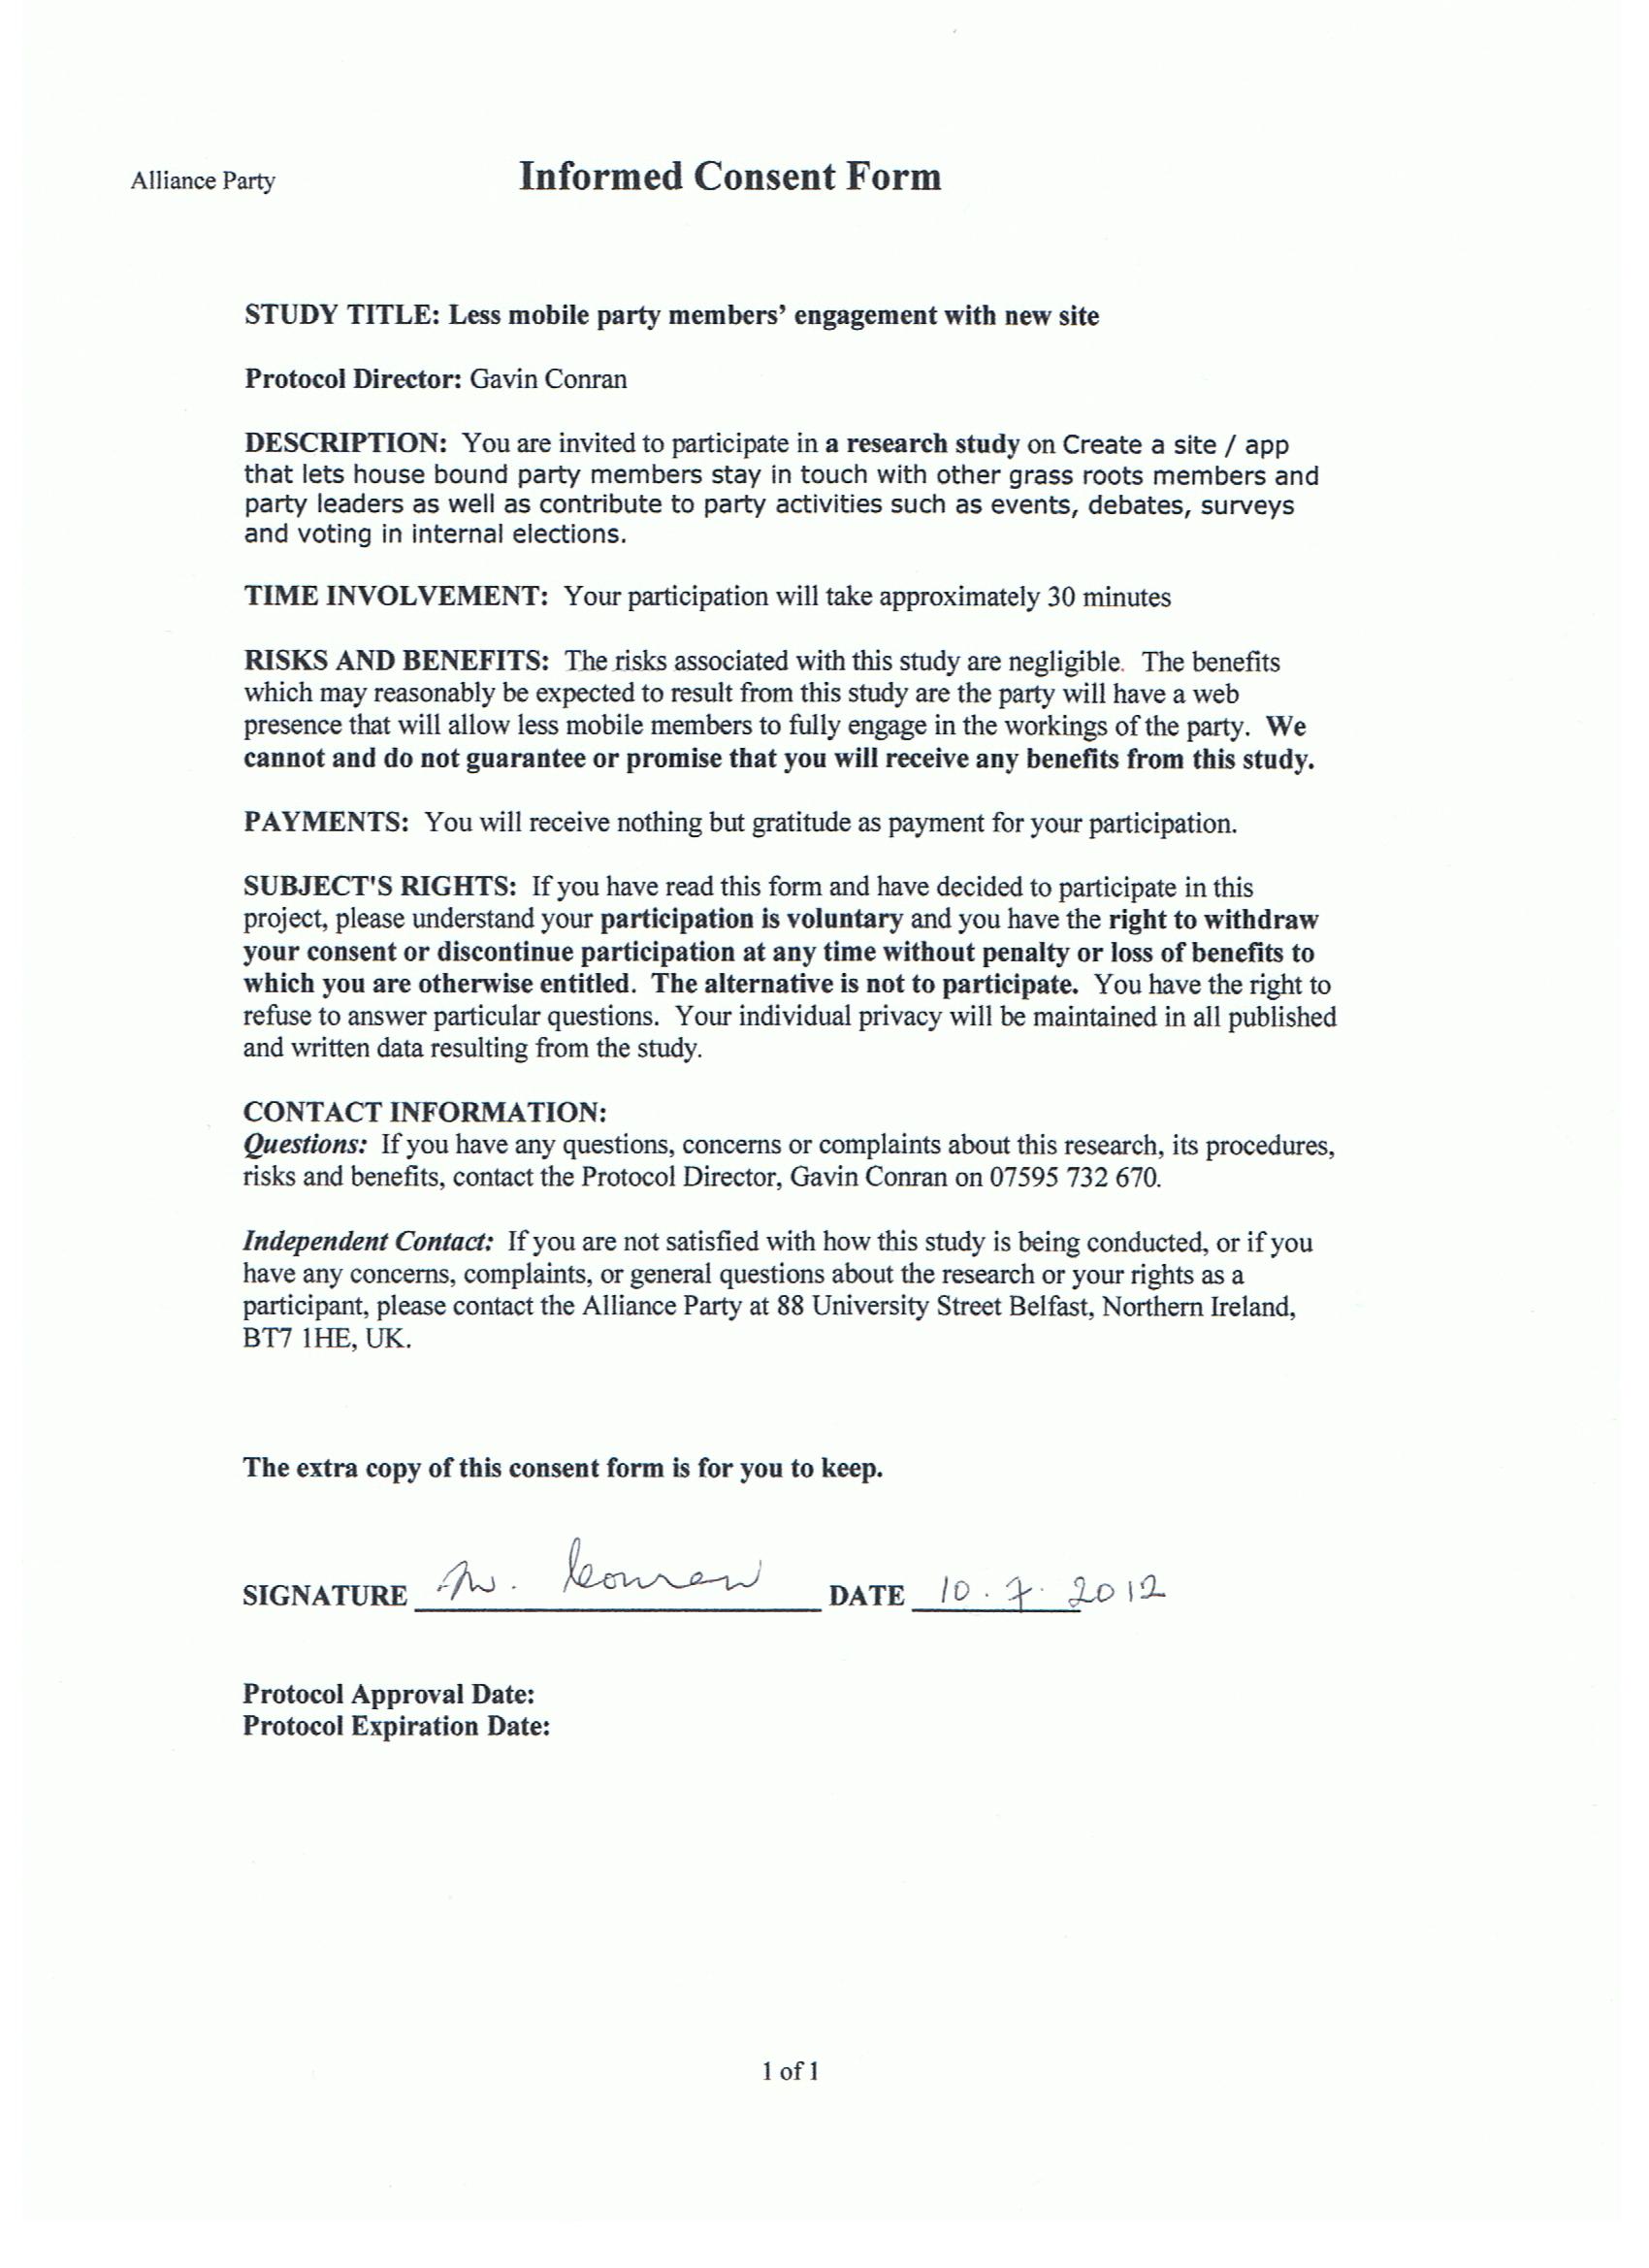 Alliance Party Informed Consent Form
STUDY TITLE: Less mobile party members’ engagement with new site
Protocol Director: Gavin Conran
DESCRIPTION: You are invited to participate in a research study on Create a site / app
that lets house bound party members stay in touch with other grass roots members and
party leaders as well as contribute to party activities such as events, debates, surveys
and voting in internal elections.
TIME INVOLVEMENT: Your participation will take approximately 30 minutes
RISKS AND BENEFITS: The risks associated with this study are negligible. The benefits
which may reasonably be expected to result from this study are the party will have a web
presence that will allow less mobile members to fully engage in the workings of the party. We
cannot and do not guarantee or promise that you will receive any benefits from this study.
PAYMENTS: You will receive nothing but gratitude as payment for your participation.
SUBJECT'S RIGHTS: If you have read this form and have decided to participate in this
project, please understand your participation is voluntary and you have the right to withdraw
your consent or discontinue participation at any time without penalty or loss of benefits to
which you are otherwise entitled. The alternative is not to participate. You have the right to
refuse to answer particular questions. Your individual privacy will be maintained in all published
and written data resulting from the study.
CONTACT INFORMATION:
Questions: If you have any questions, concerns or complaints about this research, its procedures,
risks and benefits, contact the Protocol Director, Gavin Conran on 07595 732 670.
Independent Contact: If you are not satisfied with how this study is being conducted, or if you
have any concerns, complaints, or general questions about the research or your rights as a
participant, please contact the Alliance Party at 88 University Street Belfast, Northern Ireland,
BT7 1HE, UK.
The extra copy of this consent form is for you to keep.
SIGNATURE Conran DATE 10.7.2012
Protocol Approval Date:
Protocol Expiration Date:
1 of 1